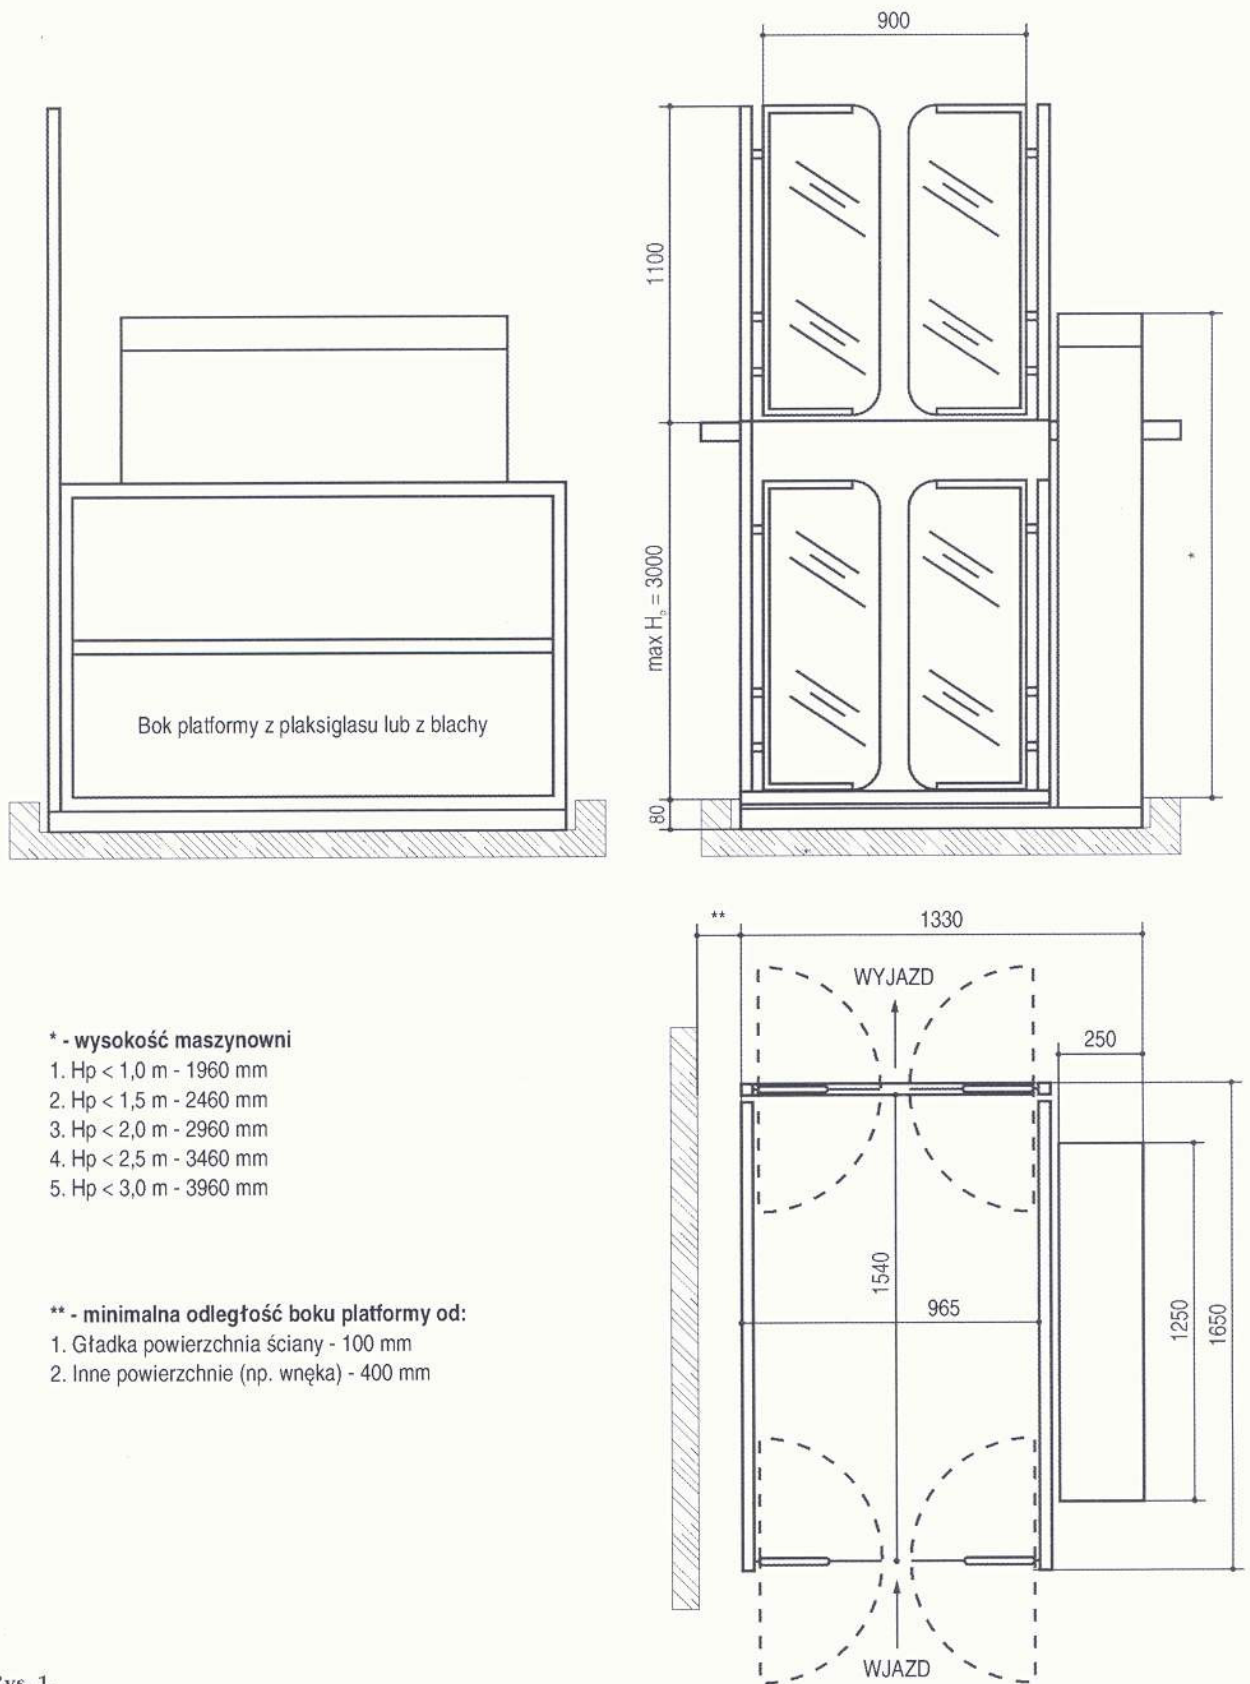 900
1100
max Hp = 3000
*
80
Bok platformy z plaksiglasu lub z blachy
* - wysokość maszynowni
1. Hp < 1,0 m - 1960 mm
2. Hp < 1,5 m - 2460 mm
3. Hp < 2,0 m - 2960 mm
4. Hp < 2,5 m - 3460 mm
5. Hp < 3,0 m - 3960 mm
** - minimalna odległość boku platformy od:
1. Gładka powierzchnia ściany - 100 mm
2. Inne powierzchnie (np. wnęka) - 400 mm
**
1330
WYJAZD
250
1540
965
1250
1650
WJAZD